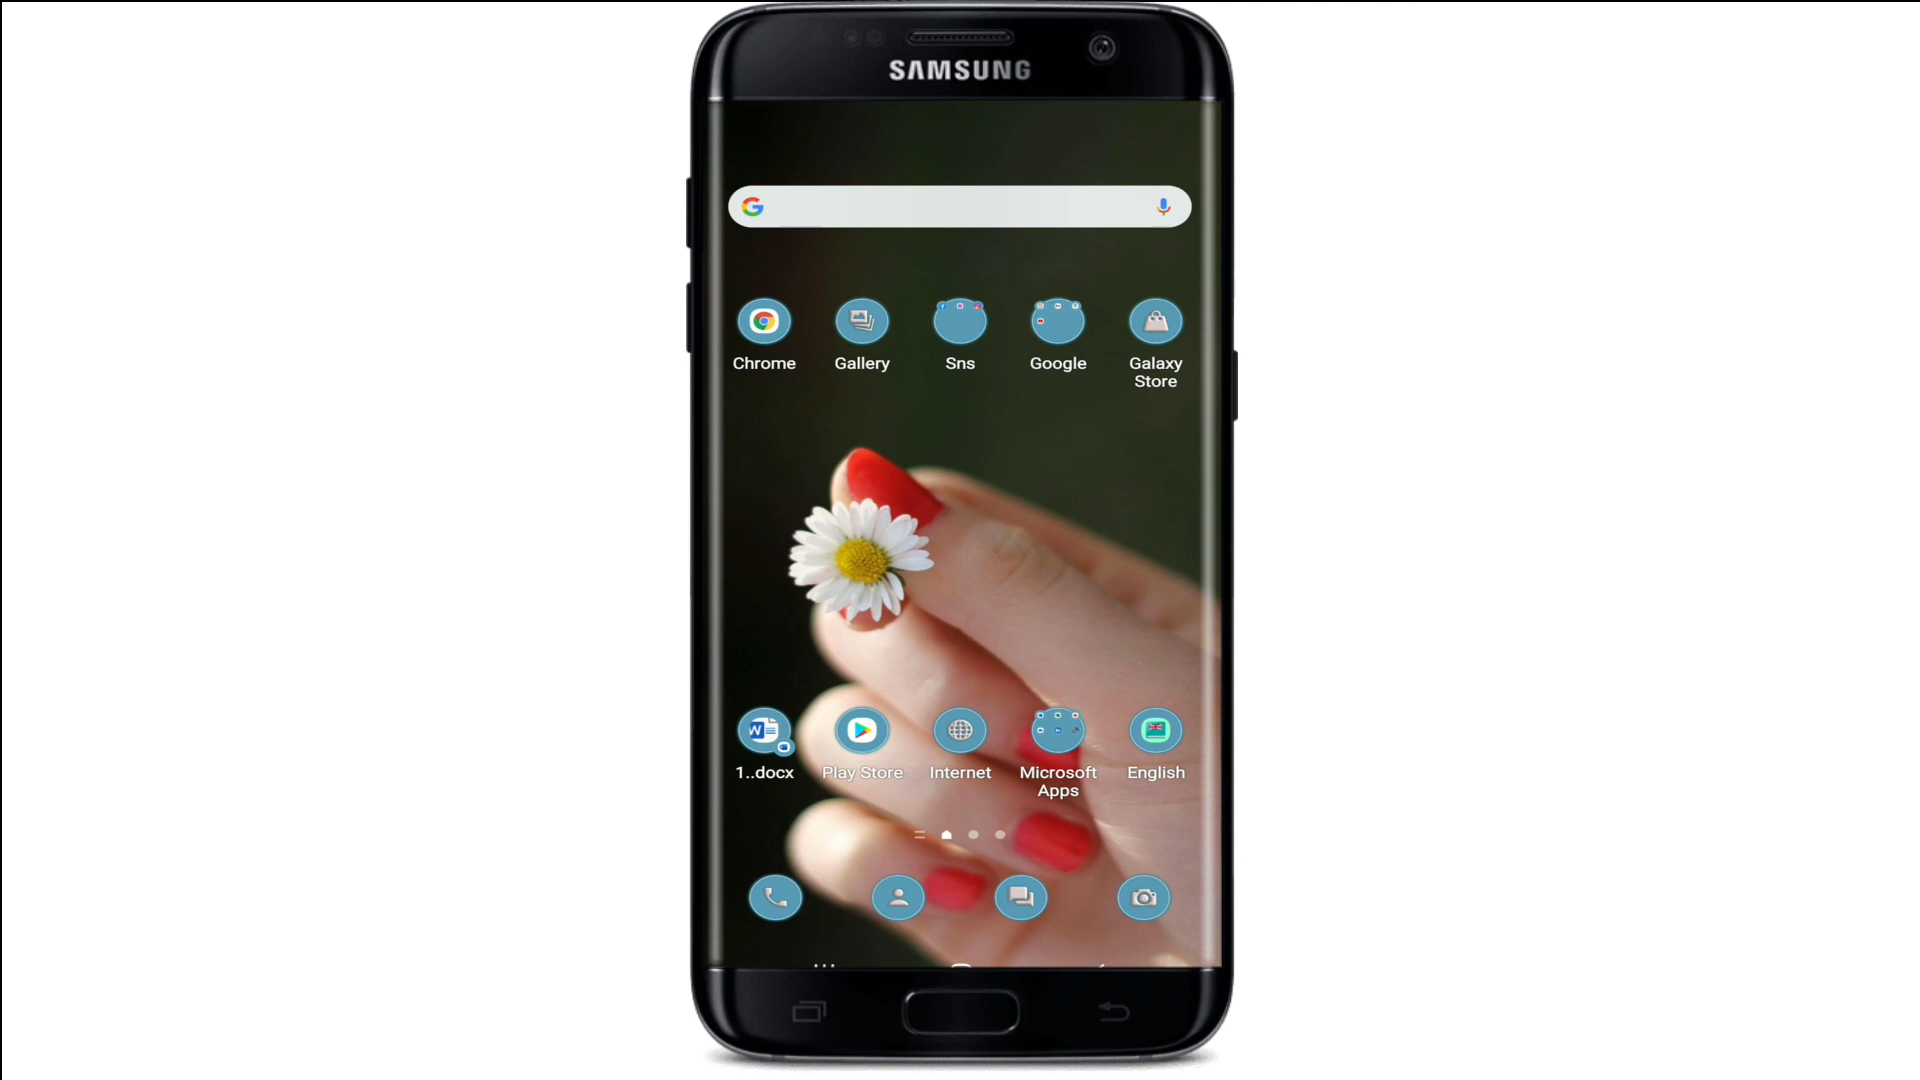 SAMSUNG
Chrome
Gallery
Sns
Google
Galaxy
Store
1..docx
Play Store
Internet
Microsoft
Apps
English